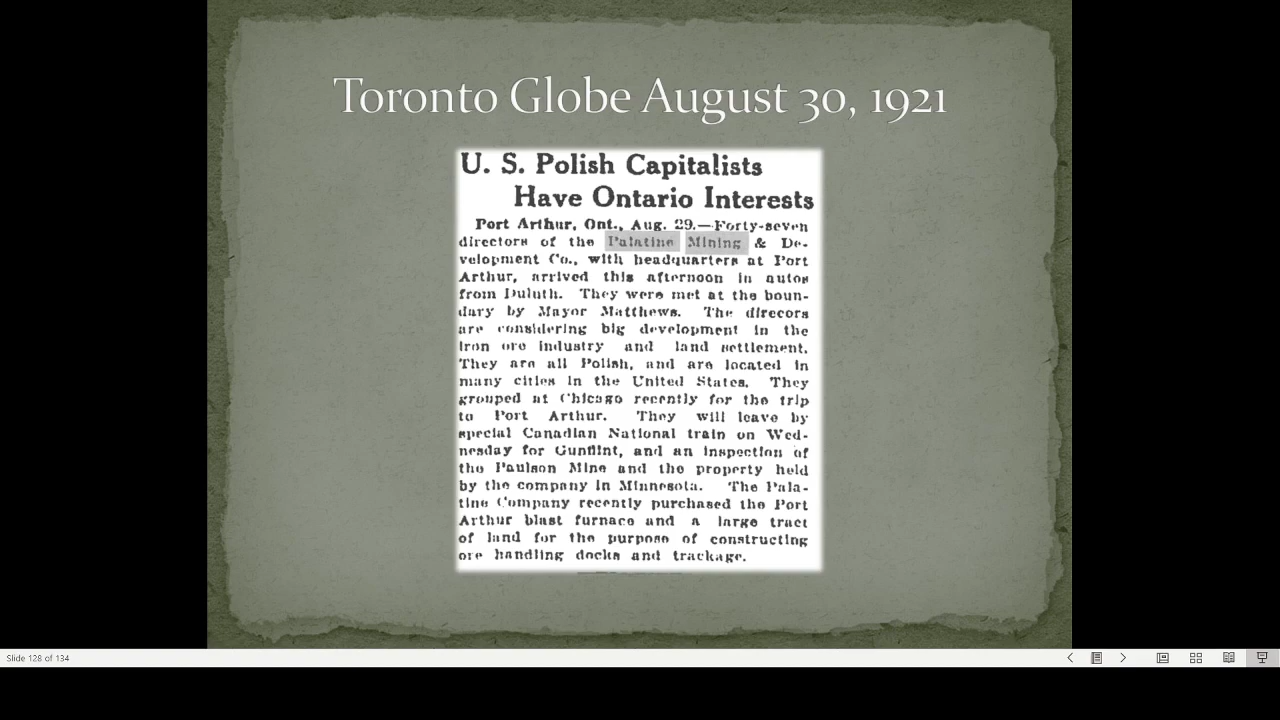 Toronto Globe August 30, 1921
U. S. Polish Capitalists
Have Ontario Interests
Port Arthur, Ont., Aug. 29.—Forty-seven
directors of the Palatine Mining & De-
velopment Co., with headquarters at Port
Arthur, arrived this afternoon in autos
from Duluth. They were met at the boun-
dary by Mayor Matthews. The direcors
are considering big development in the
iron ore industry and land settlement.
They are all Polish, and are located in
many cities in the United States. They
grouped at Chicago recently for the trip
to Port Arthur. They will leave by
special Canadian National train on Wed-
nesday for Gunflint, and an inspection of
the Paulson Mine and the property held
by the company in Minnesota. The Pala-
tine Company recently purchased the Port
Arthur blast furnace and a large tract
of land for the purpose of constructing
ore handling docks and trackage.
Slide 128 of 134